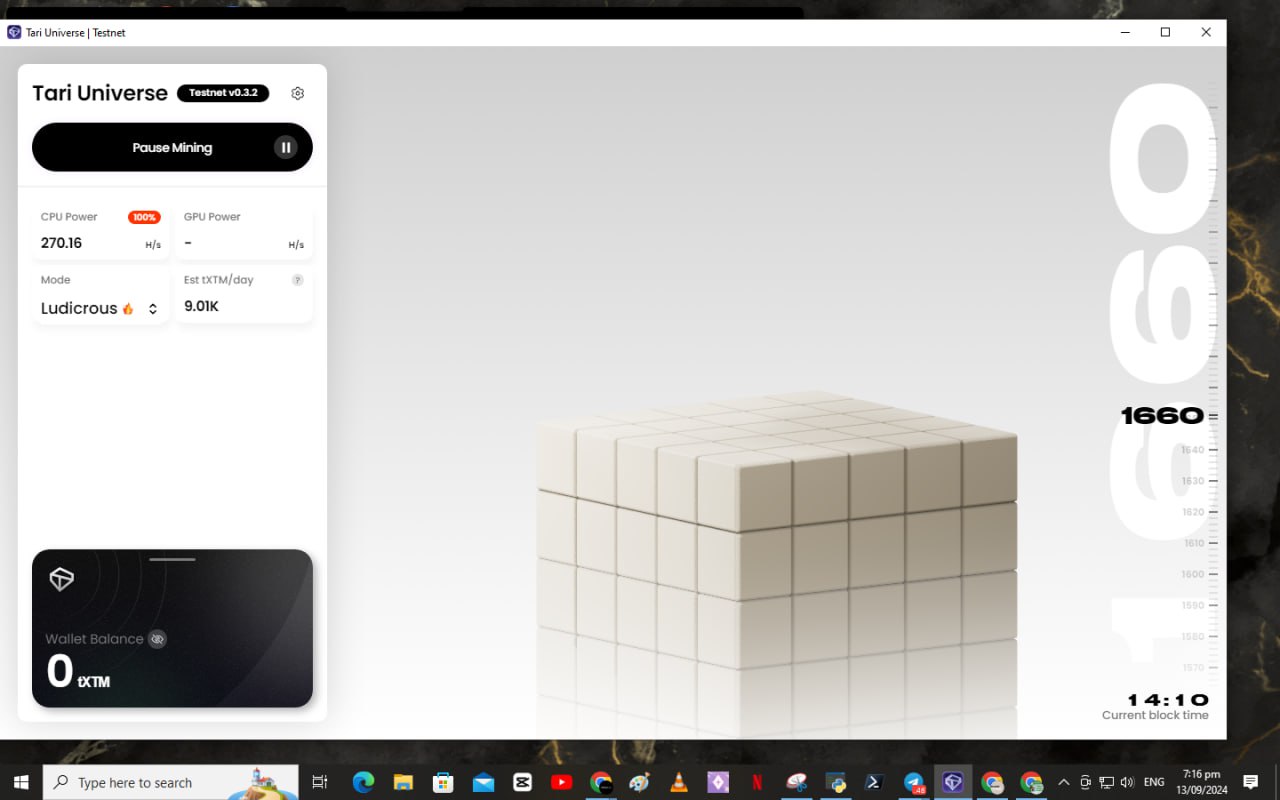 Tari Universe | Testnet
Tari Universe
Testnet v0.3.2
Pause Mining
CPU Power
100%
270.16
H/s
GPU Power
-
H/s
Mode
Ludicrous 🔥
Est tXTM/day
?
9.01K
Wallet Balance
0 tXTM
1660
1660
1640
1630
1620
1610
1600
1590
1580
1570
14:10
Current block time
Type here to search
48
ENG
7:16 pm
13/09/2024